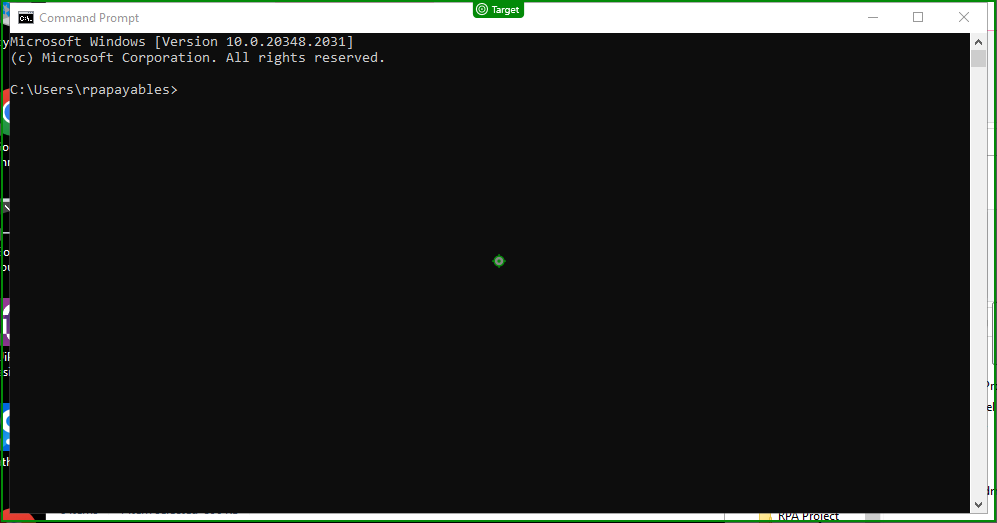 Target
Command Prompt
Microsoft Windows [Version 10.0.20348.2031]
(c) Microsoft Corporation. All rights reserved.
C:\Users\rpapayables>
RPA Project